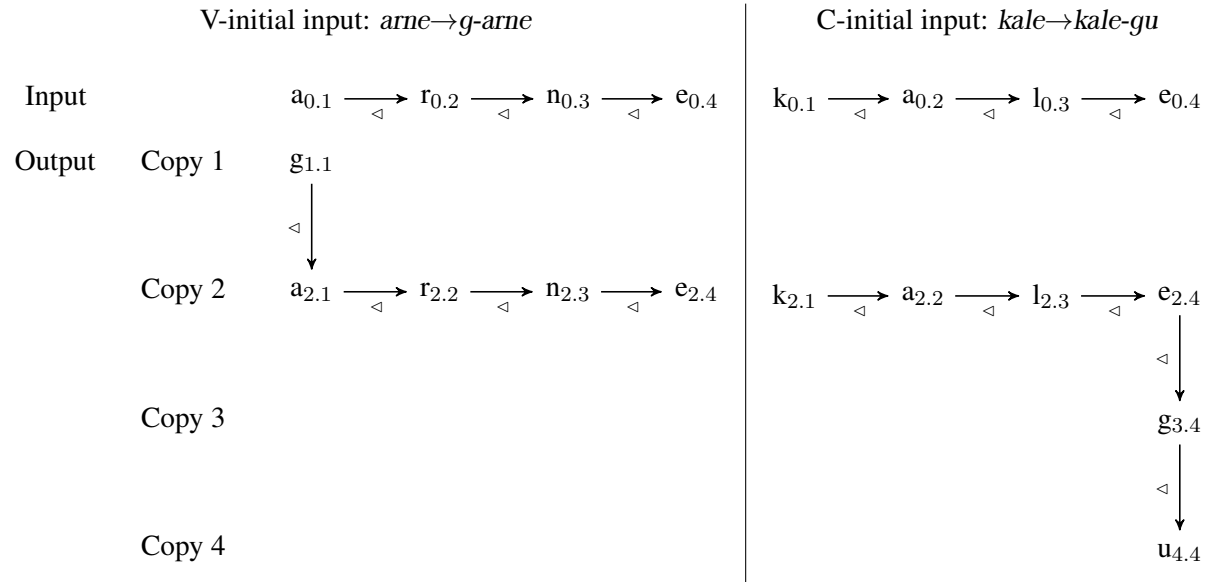 V-initial input: arne→g-arne C-initial input: kale→kale-gu
Input a0.1 ◁ r0.2 ◁ n0.3 ◁ e0.4 k0.1 ◁ a0.2 ◁ l0.3 ◁ e0.4
Output Copy 1 g1.1
◁
Copy 2 a2.1 ◁ r2.2 ◁ n2.3 ◁ e2.4 k2.1 ◁ a2.2 ◁ l2.3 ◁ e2.4
◁
Copy 3 g3.4
◁
Copy 4 u4.4